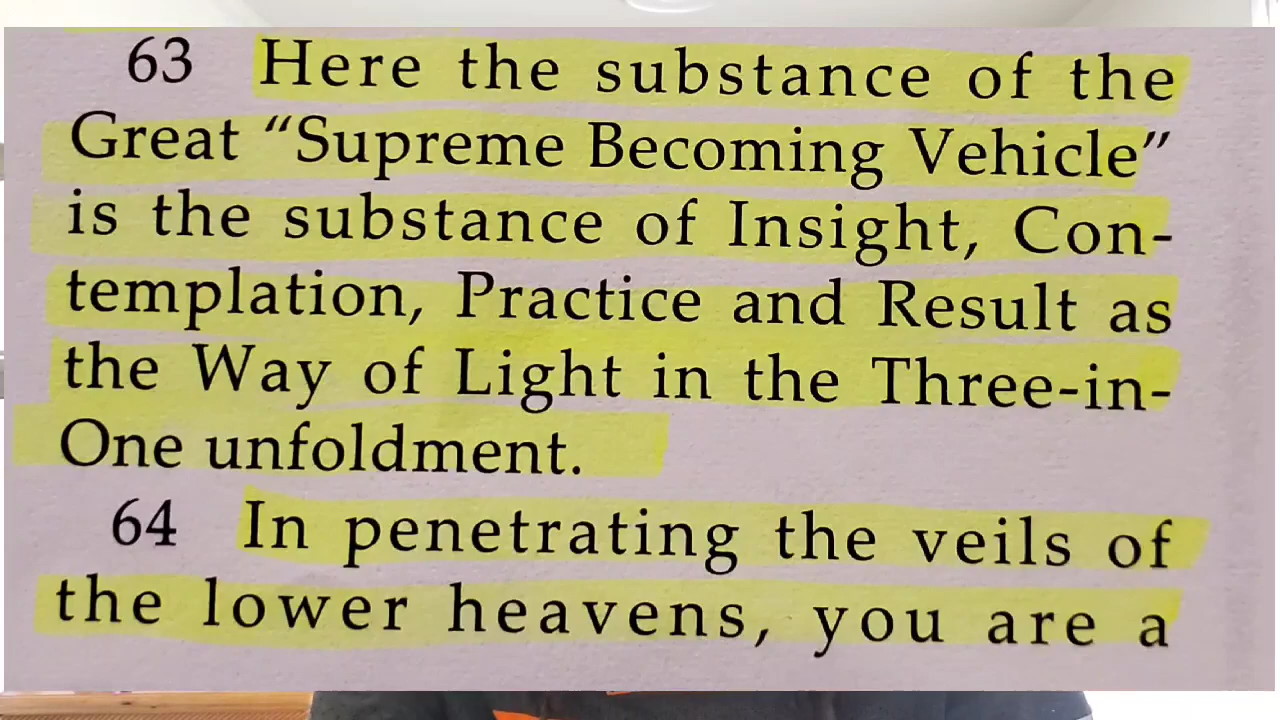 63 Here the substance of the
Great “Supreme Becoming Vehicle”
is the substance of Insight, Con-
templation, Practice and Result as
the Way of Light in the Three-in-
One unfoldment.
64 In penetrating the veils of
the lower heavens, you are a